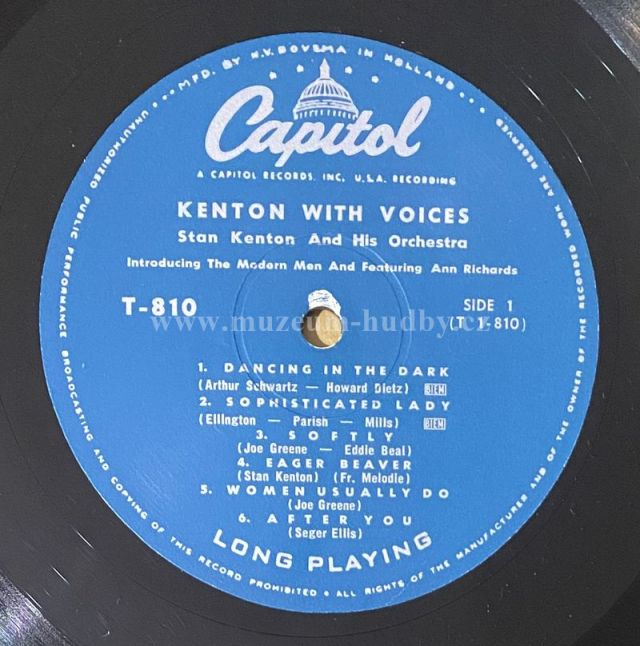 MFD. BY N.V. BOVEMA IN HOLLAND
ALL RIGHTS OF THE MANUFACTURER AND OF THE OWNER OF THE RECORDED WORK ARE RESERVED
UNAUTHORISED PUBLIC PERFORMANCE BROADCASTING AND COPYING OF THIS RECORD PROHIBITED
Capitol
A CAPITOL RECORDS, INC, U.S.A. RECORDING
KENTON WITH VOICES
Stan Kenton And His Orchestra
Introducing The Modern Men And Featuring Ann Richards
T-810 SIDE 1
(T 1-810)
www.muzeum-hudby.cz
1. DANCING IN THE DARK
(Arthur Schwartz — Howard Dietz) BIEM
2. SOPHISTICATED LADY
(Ellington — Parish — Mills) BIEM
3. SOFTLY
(Joe Greene — Eddie Beal)
4. EAGER BEAVER
(Stan Kenton) (Fr. Melodie)
5. WOMEN USUALLY DO
(Joe Greene)
6. AFTER YOU
(Seger Ellis)
LONG PLAYING